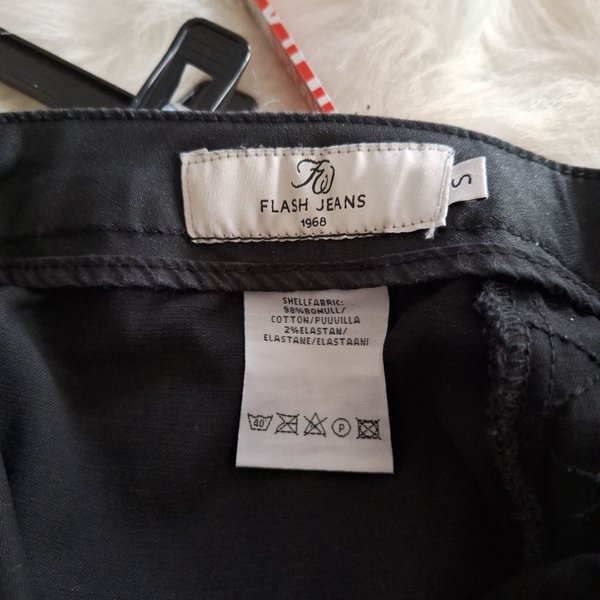 FW
FLASH JEANS
1968
S
SHELLFABRIC:
98%BOMULL/
COTTON/PUUVILLA
2%ELASTAN/
ELASTANE/ELASTAANI
40°
P